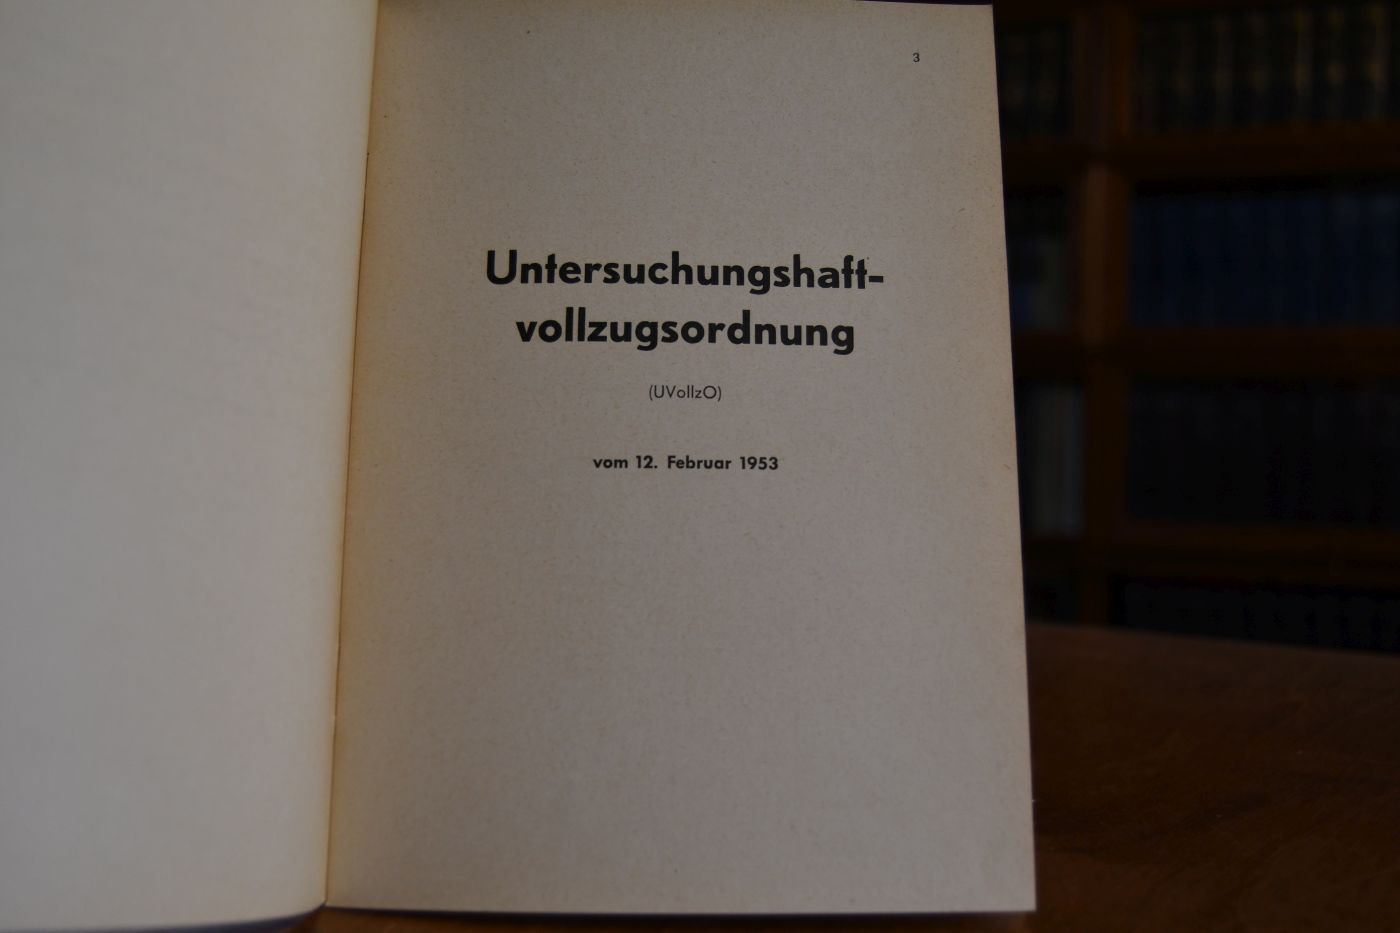 3
Untersuchungshaft-
vollzugsordnung
(UVollzO)
vom 12. Februar 1953